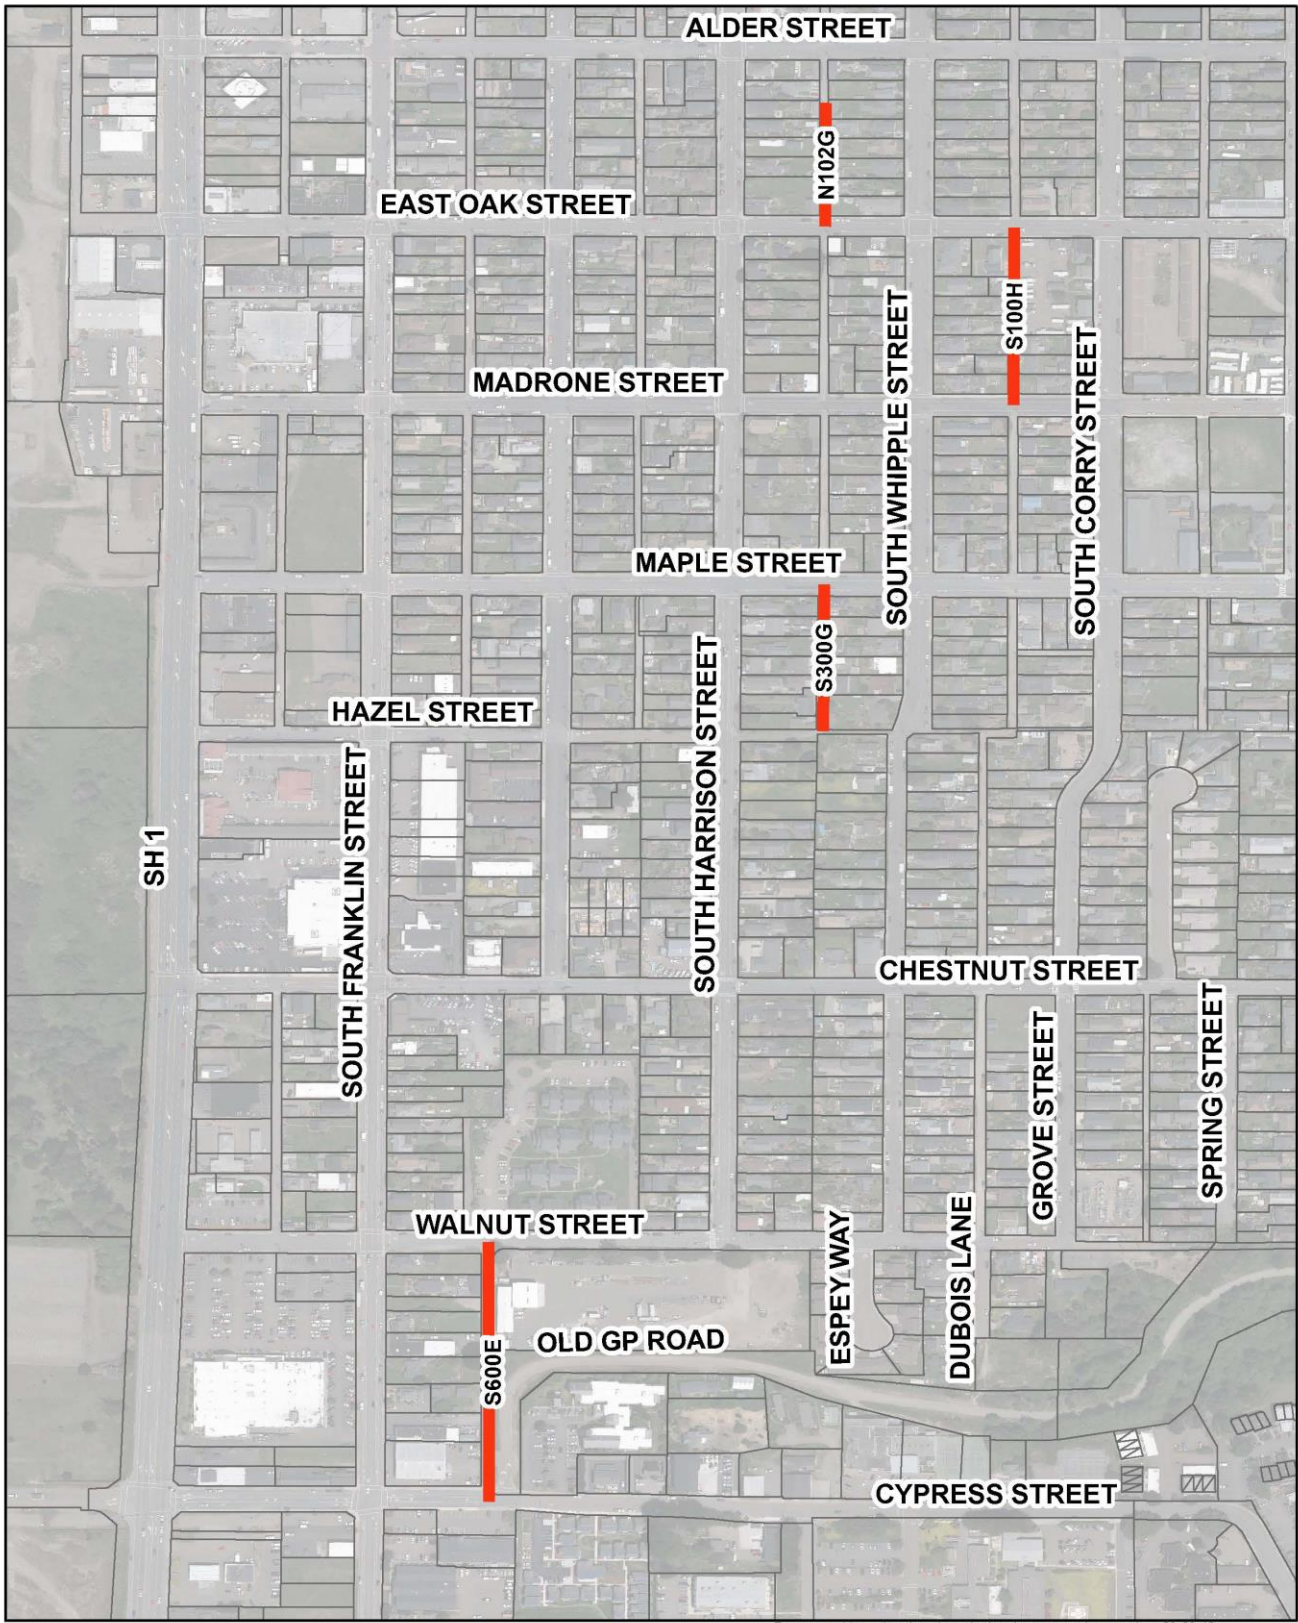 ALDER STREET
N102G
EAST OAK STREET
S100H
SOUTH WHIPPLE STREET
SOUTH CORRY STREET
MADRONE STREET
MAPLE STREET
S300G
SOUTH HARRISON STREET
HAZEL STREET
SOUTH FRANKLIN STREET
SH 1
CHESTNUT STREET
GROVE STREET
SPRING STREET
WALNUT STREET
ESPEY WAY
DUBOIS LANE
OLD GP ROAD
S600E
CYPRESS STREET